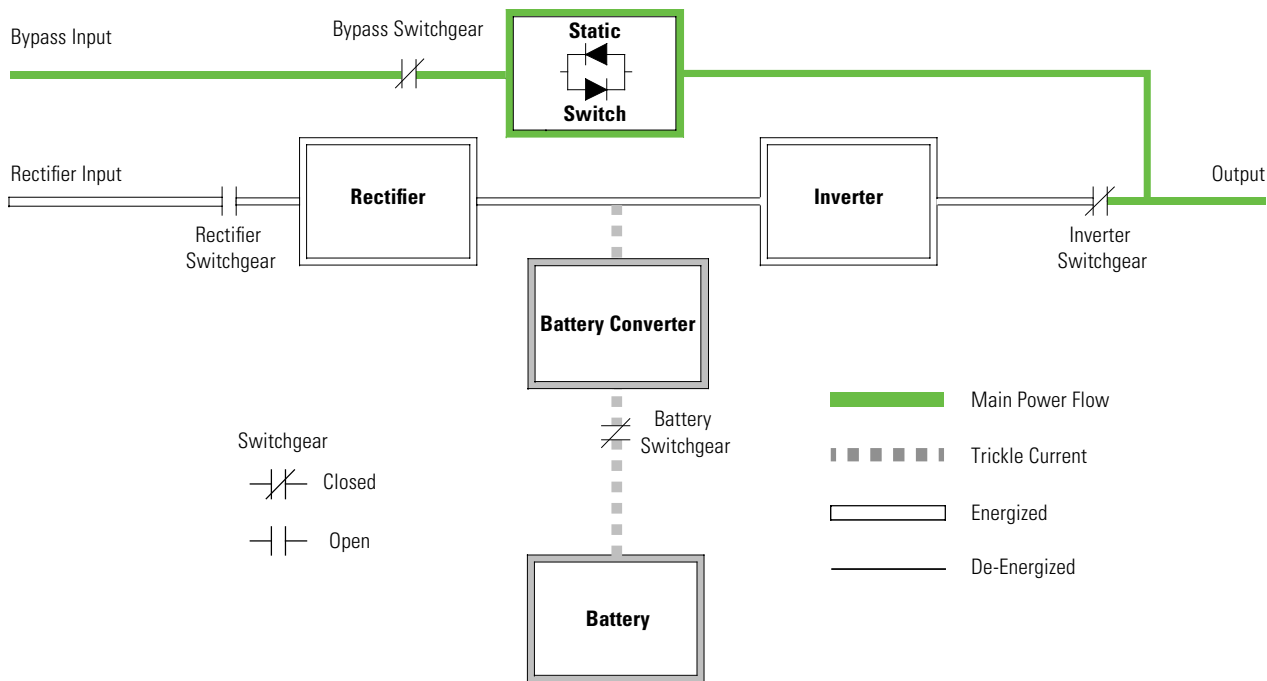 Bypass Input
Bypass Switchgear
Static
Switch
Rectifier Input
Rectifier
Inverter
Output
Rectifier
Switchgear
Inverter
Switchgear
Battery Converter
Battery
Switchgear
Switchgear
Closed
Open
Main Power Flow
Trickle Current
Energized
De-Energized
Battery